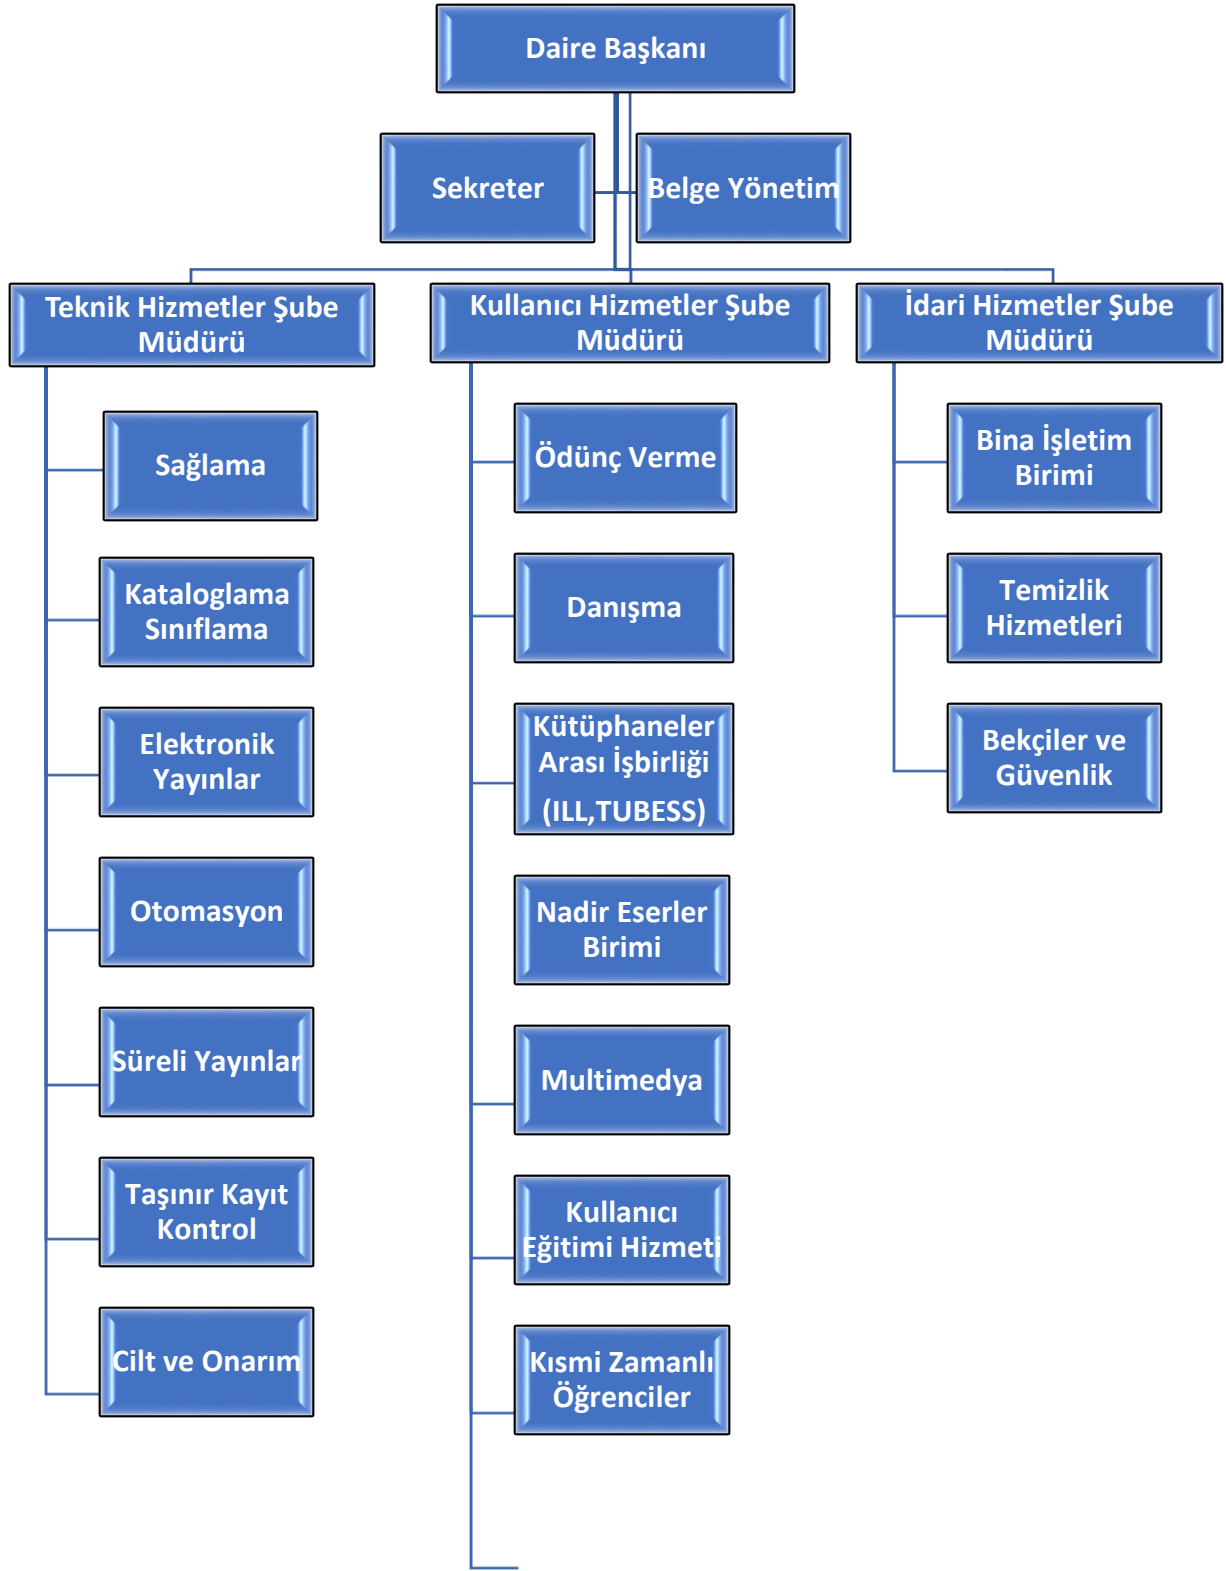 Daire Başkanı
Sekreter
Belge Yönetim
Teknik Hizmetler Şube
Müdürü
Kullanıcı Hizmetler Şube
Müdürü
İdari Hizmetler Şube
Müdürü
Sağlama
Kataloglama
Sınıflama
Elektronik
Yayınlar
Otomasyon
Süreli Yayınlar
Taşınır Kayıt
Kontrol
Cilt ve Onarım
Ödünç Verme
Danışma
Kütüphaneler
Arası İşbirliği
(ILL,TUBESS)
Nadir Eserler
Birimi
Multimedya
Kullanıcı
Eğitimi Hizmeti
Kısmi Zamanlı
Öğrenciler
Bina İşletim
Birimi
Temizlik
Hizmetleri
Bekçiler ve
Güvenlik